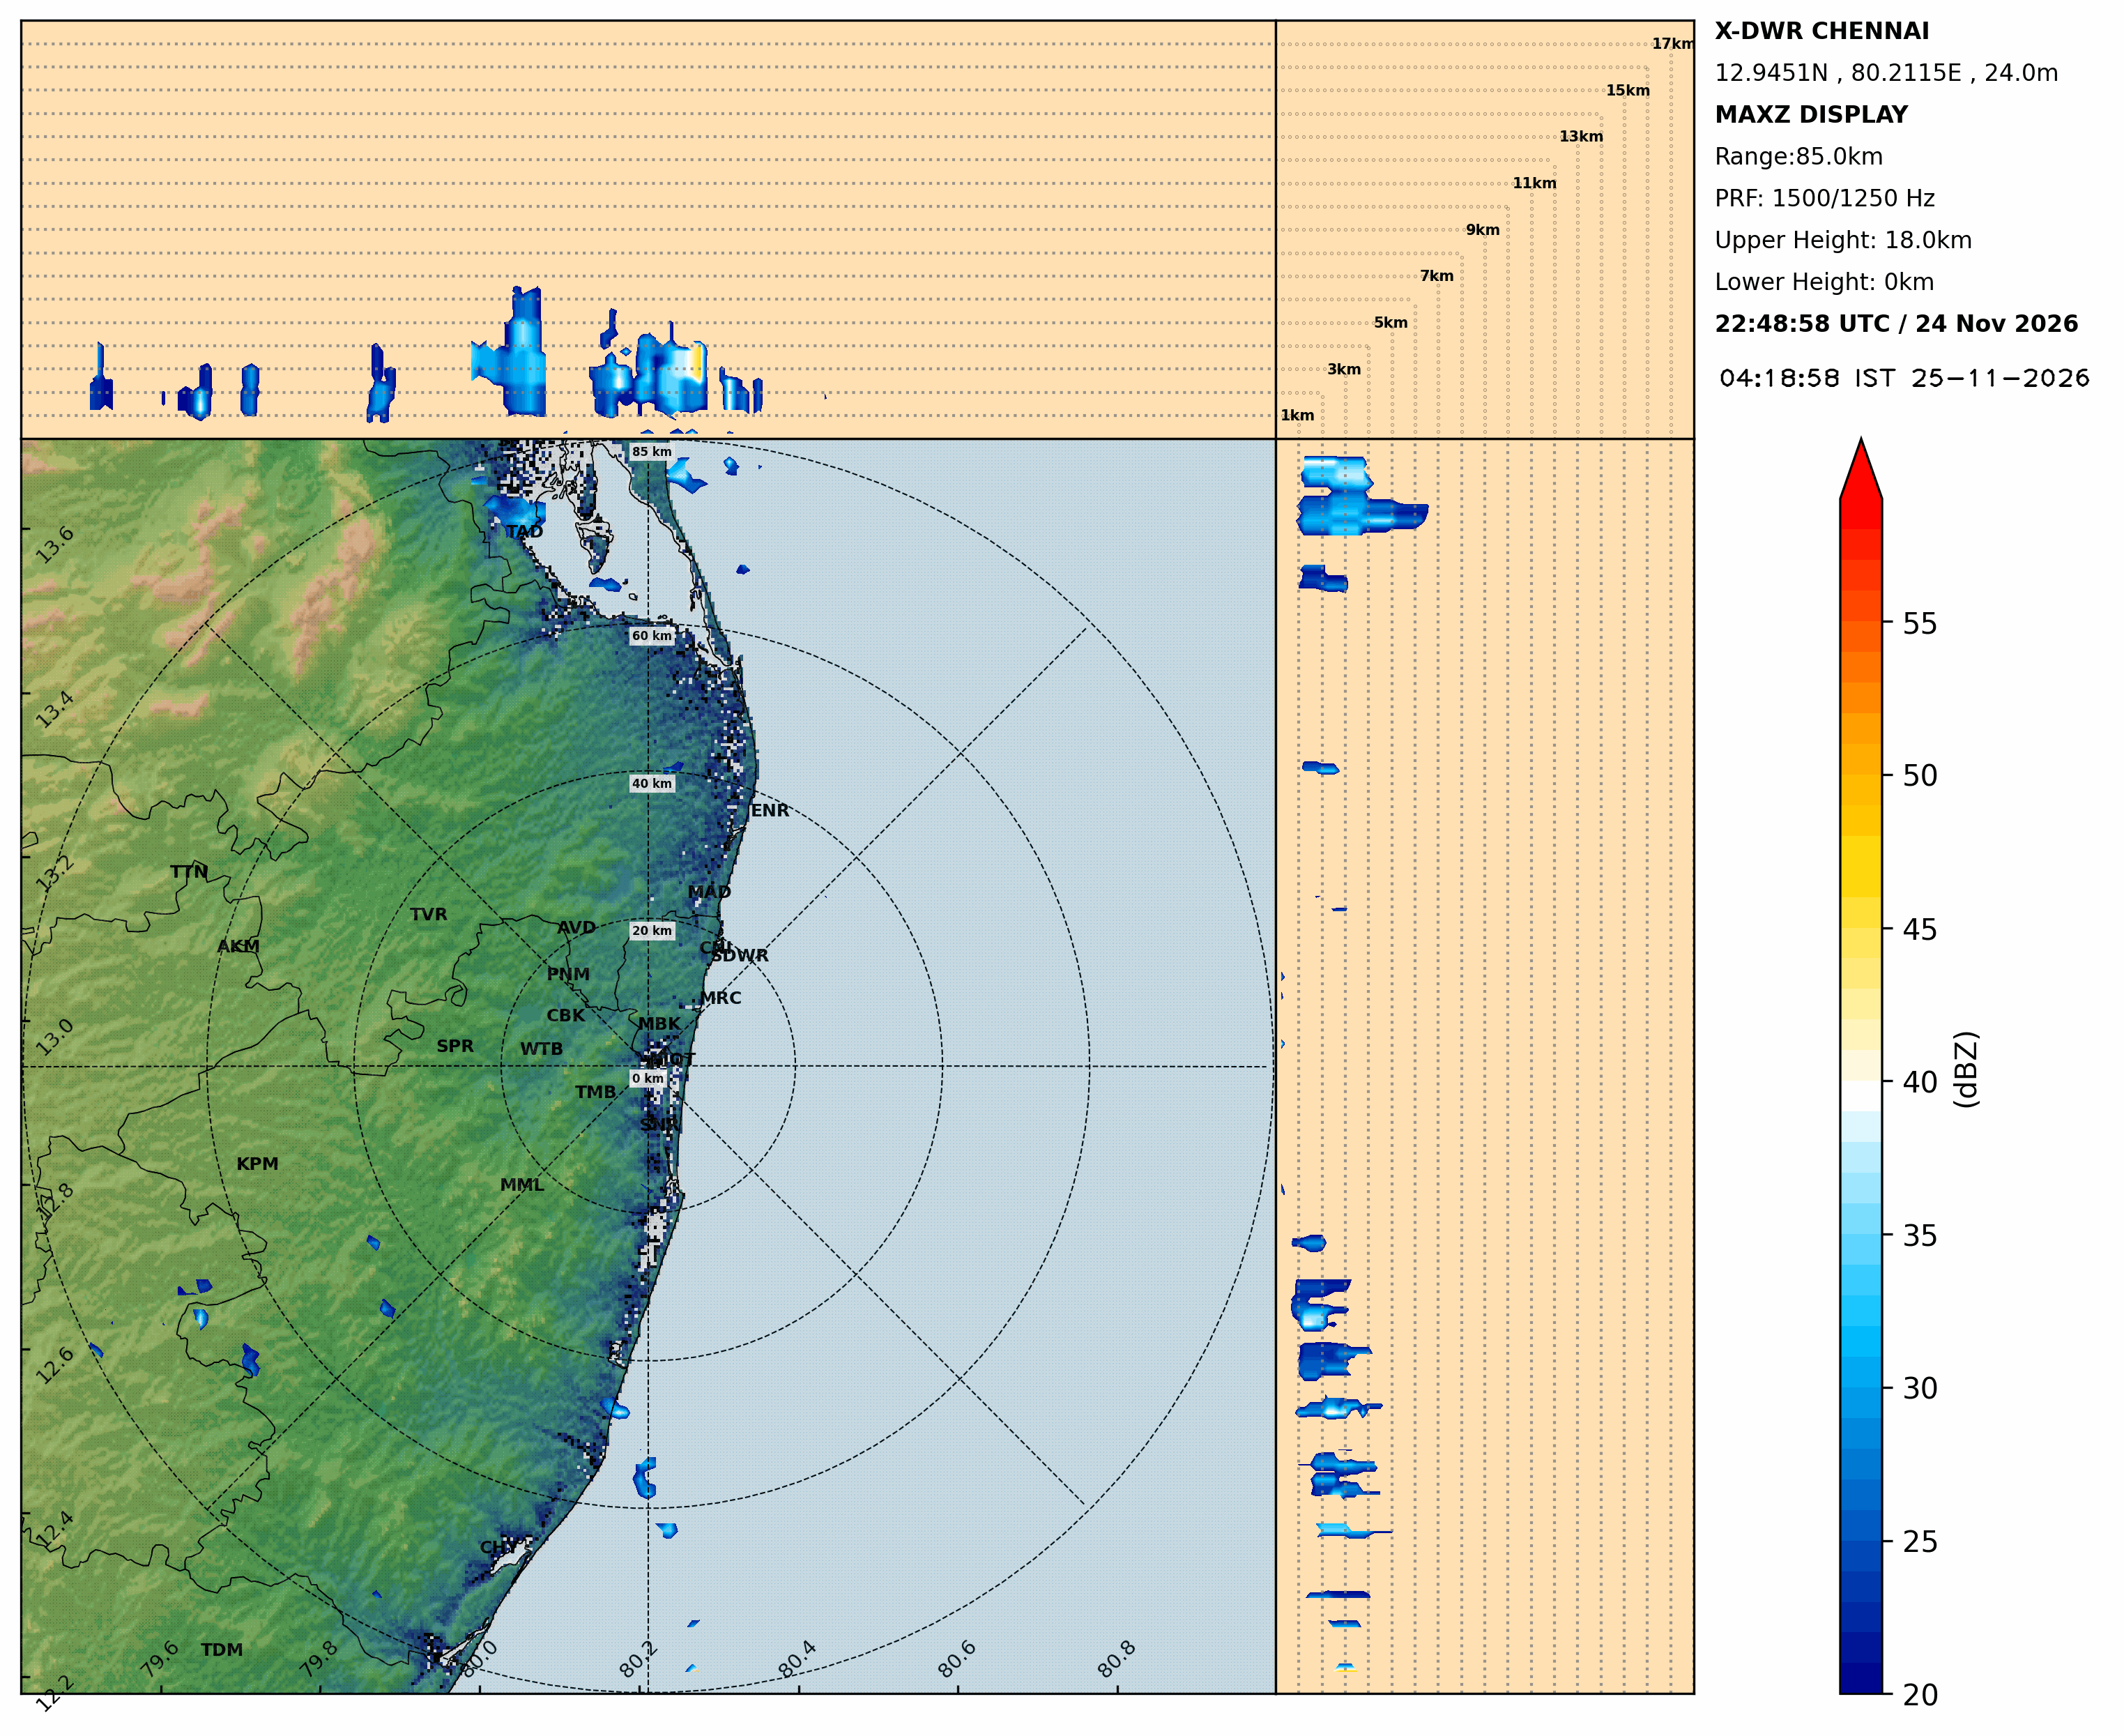 X-DWR CHENNAI
12.9451N , 80.2115E , 24.0m
MAXZ DISPLAY
Range:85.0km
PRF: 1500/1250 Hz
Upper Height: 18.0km
Lower Height: 0km
22:48:58 UTC / 24 Nov 2026
04:18:58 IST 25-11-2026
17km
15km
13km
11km
9km
7km
5km
3km
1km
85 km
TAD
13.6
60 km
13.4
40 km
ENR
13.2
TTN
MAD
TVR
AVD
20 km
AKM
SDWR
PNM
MRC
CBK
MBK
13.0
SPR
WTB
0 km
TMB
SNR
KPM
MML
12.8
12.6
12.4
CHY
TDM
12.2
79.6
79.8
80.0
80.2
80.4
80.6
80.8
55
50
45
40
35
30
25
20
(dBZ)